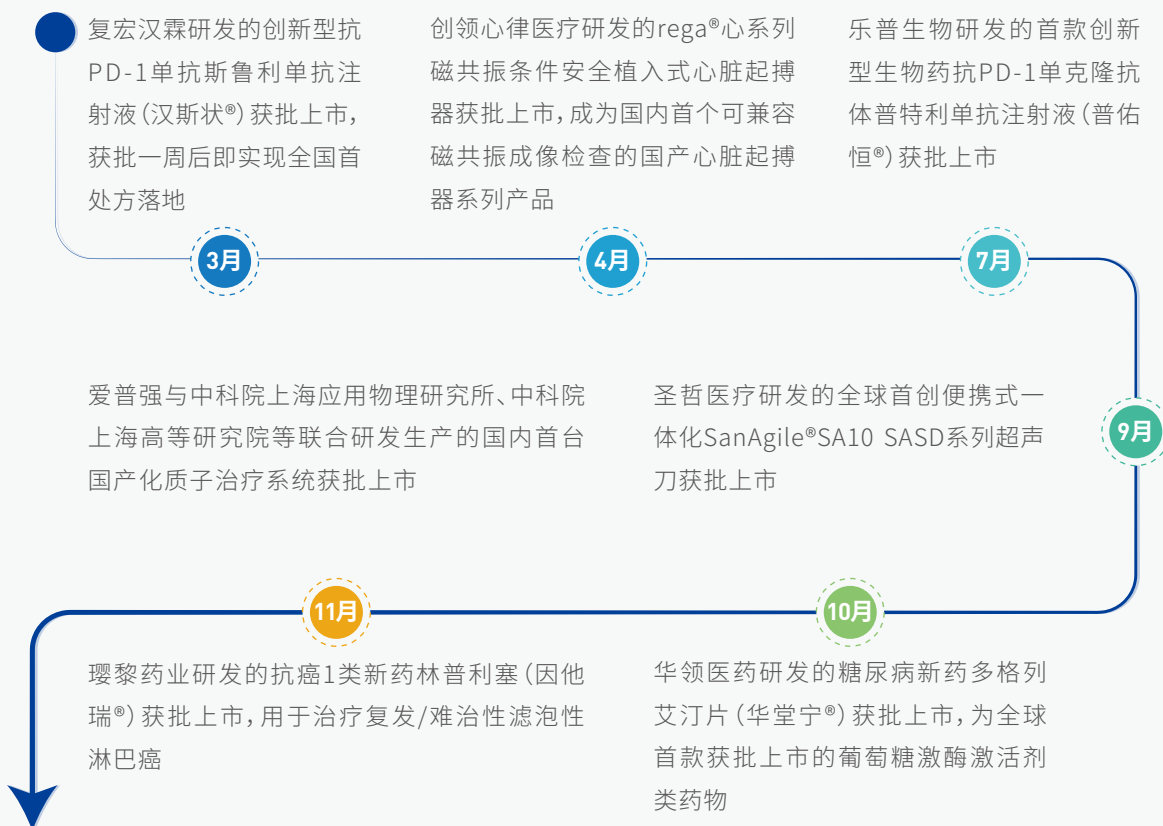 复宏汉霖研发的创新型抗
PD-1单抗斯鲁利单抗注
射液(汉斯状®)获批上市，
获批一周后即实现全国首
处方落地
3月
创领心律医疗研发的rega®心系列
磁共振条件安全植入式心脏起搏
器获批上市，成为国内首个可兼容
磁共振成像检查的国产心脏起搏
器系列产品
4月
乐普生物研发的首款创新
型生物药抗PD-1单克隆抗
体普特利单抗注射液(普佑
恒®)获批上市
7月
圣哲医疗研发的全球首创便携式一
体化SanAgile®SA10 SASD系列超声
刀获批上市
9月
爱普强与中科院上海应用物理研究所、中科院
上海高等研究院等联合研发生产的国内首台
国产化质子治疗系统获批上市
10月
华领医药研发的糖尿病新药多格列
艾汀片(华堂宁®)获批上市，为全球
首款获批上市的葡萄糖激酶激活剂
类药物
11月
璎黎药业研发的抗癌1类新药林普利塞(因他
瑞®)获批上市，用于治疗复发/难治性滤泡性
淋巴癌